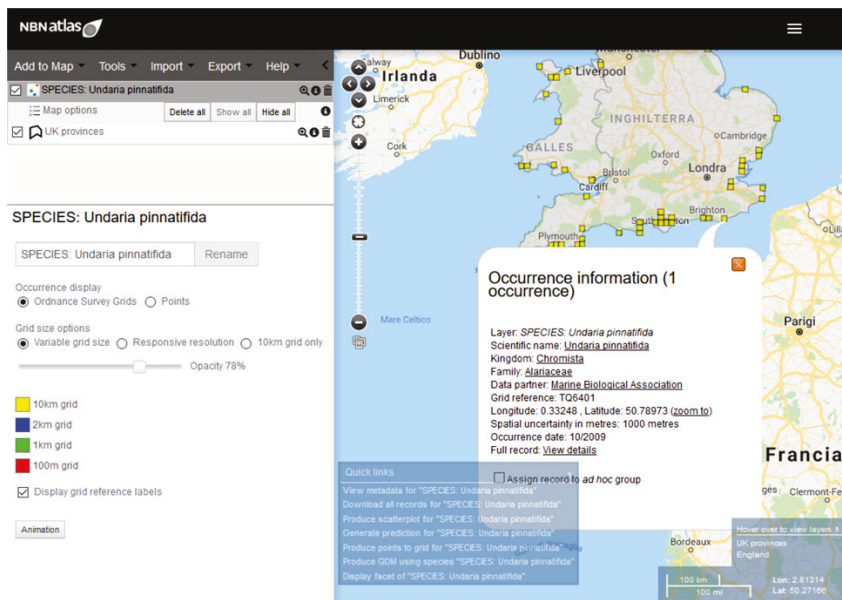 NBNatlas
Add to Map Tools Import Export Help
SPECIES: Undaria pinnatifida
Map options Delete all Show all Hide all
UK provinces
SPECIES: Undaria pinnatifida
SPECIES: Undaria pinnatifida Rename
Occurrence display
Ordnance Survey Grids Points
Grid size options
Variable grid size Responsive resolution 10km grid only
Opacity 78%
10km grid
2km grid
1km grid
100m grid
Display grid reference labels
Animation
Dublino
Galway
Irlanda
Limerick
Cork
Liverpool
INGHILTERRA
GALLES
Cambridge
Oxford
Bristol
Londra
Cardiff
Brighton
Plymouth
Mare Celtico
Parigi
Francia
Clermont-Fe
Bordeaux
Occurrence information (1
occurrence)
Layer: SPECIES: Undaria pinnatifida
Scientific name: Undaria pinnatifida
Kingdom: Chromista
Family: Alariaceae
Data partner: Marine Biological Association
Grid reference: TQ6401
Longitude: 0.33248 , Latitude: 50.78973 (zoom to)
Spatial uncertainty in metres: 1000 metres
Occurrence date: 10/2009
Full record: View details
Assign record to ad hoc group
Quick links x
View metadata for "SPECIES: Undaria pinnatifida"
Download all records for "SPECIES: Undaria pinnatifida"
Produce scatterplot for "SPECIES: Undaria pinnatifida"
Generate prediction for "SPECIES: Undaria pinnatifida"
Produce points to grid for "SPECIES: Undaria pinnatifida"
Produce GDM using species "SPECIES: Undaria pinnatifida"
Display facet of "SPECIES: Undaria pinnatifida"
Hover over to view layers x
UK provinces
England
100 km
100 mi
Lon: 2.61314
Lat: 50.27166